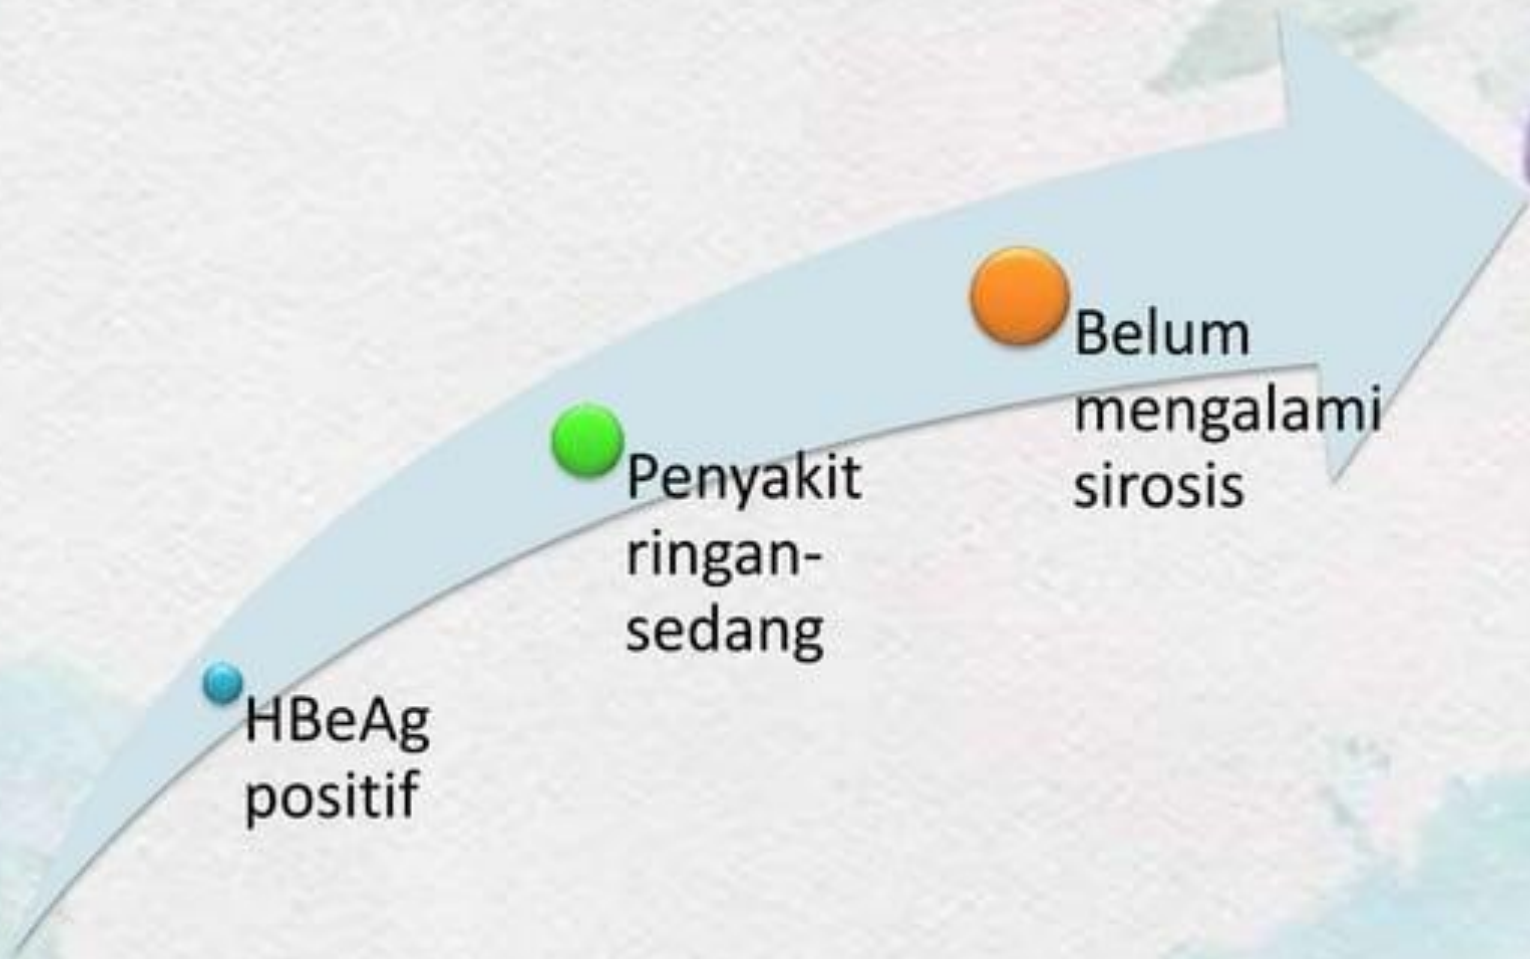 HBeAg
positif
Penyakit
ringan-
sedang
Belum
mengalami
sirosis